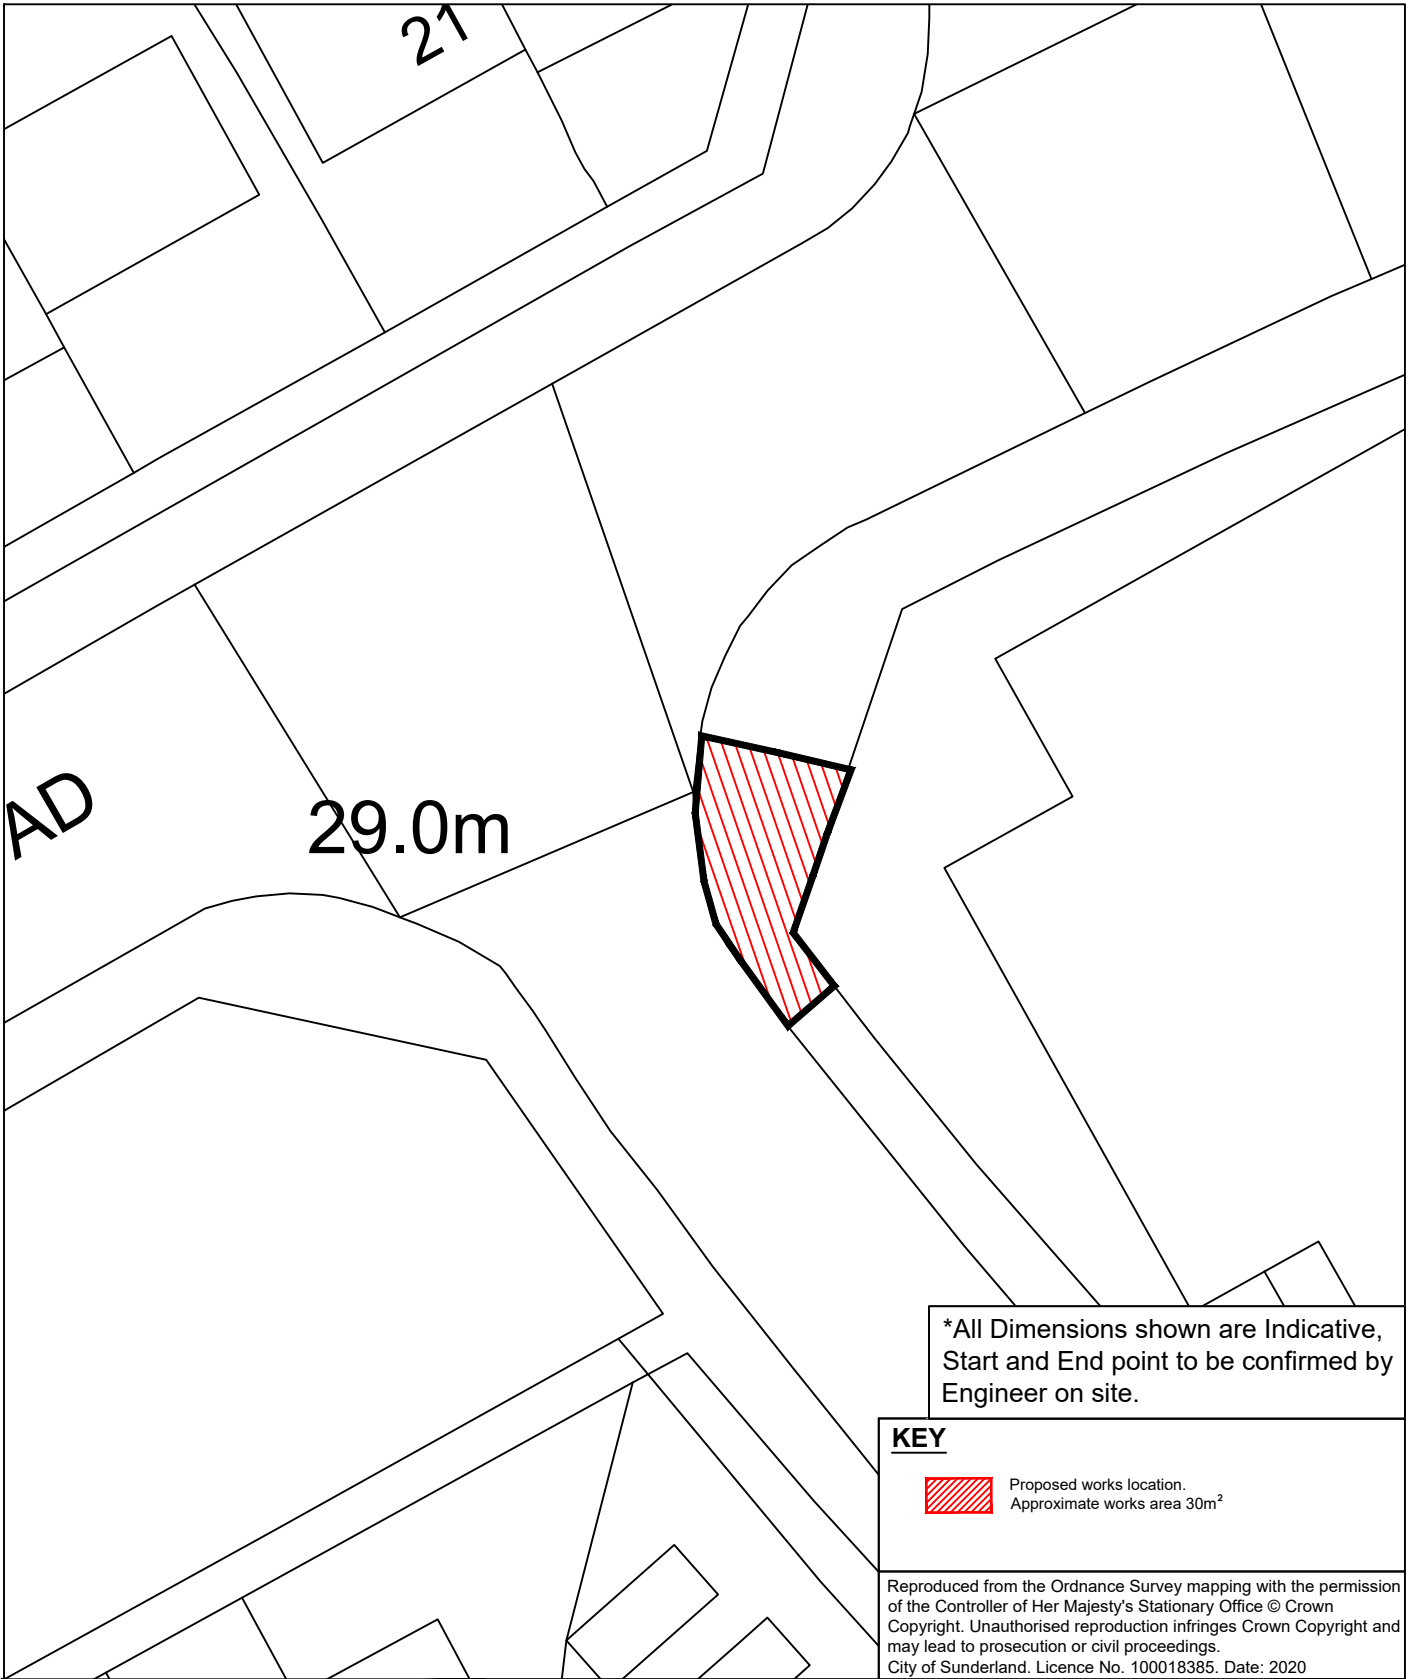 21
AD
29.0m
*All Dimensions shown are Indicative,
Start and End point to be confirmed by
Engineer on site.
KEY
Proposed works location.
Approximate works area 30m²
Reproduced from the Ordnance Survey mapping with the permission
of the Controller of Her Majesty's Stationary Office © Crown
Copyright. Unauthorised reproduction infringes Crown Copyright and
may lead to prosecution or civil proceedings.
City of Sunderland. Licence No. 100018385. Date: 2020